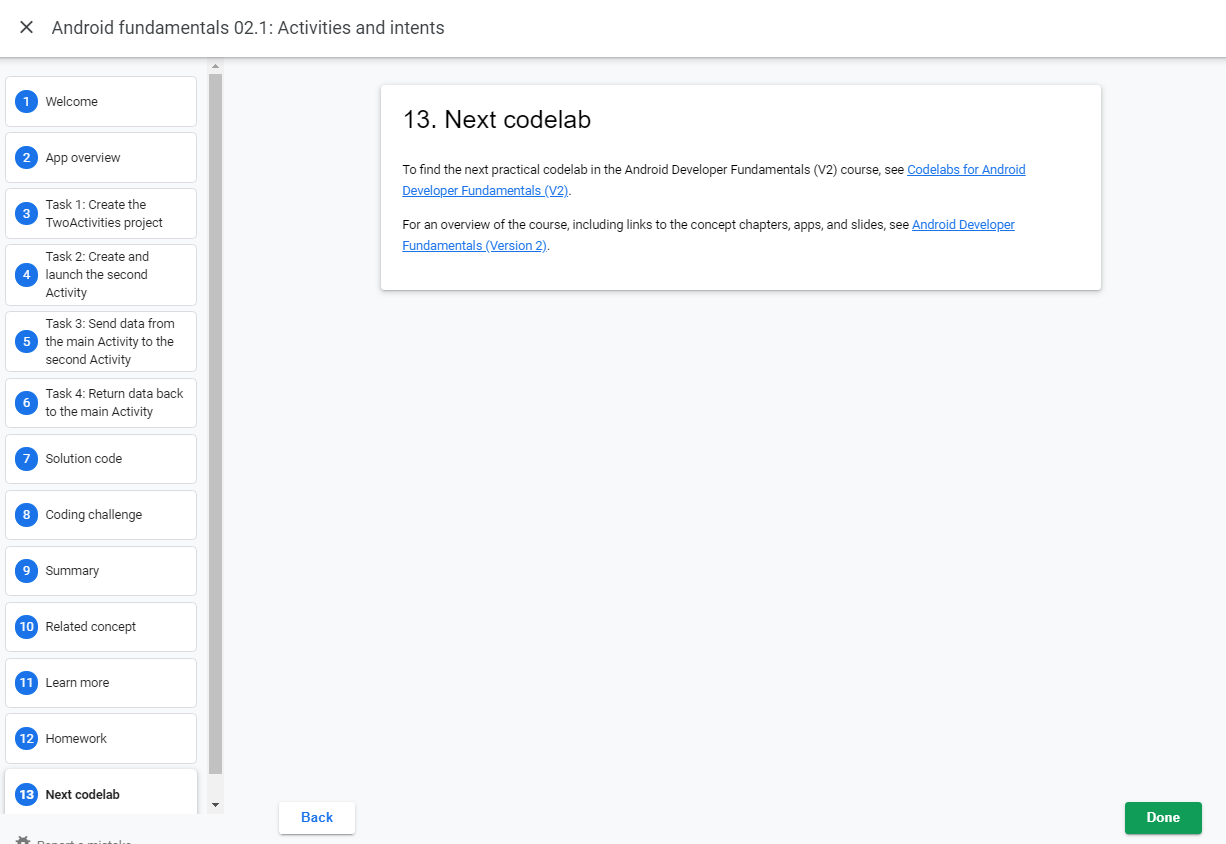 Android fundamentals 02.1: Activities and intents
1 Welcome
2 App overview
3 Task 1: Create the
TwoActivities project
4 Task 2: Create and
launch the second
Activity
5 Task 3: Send data from
the main Activity to the
second Activity
6 Task 4: Return data back
to the main Activity
7 Solution code
8 Coding challenge
9 Summary
10 Related concept
11 Learn more
12 Homework
13 Next codelab
Report a mistake
13. Next codelab
To find the next practical codelab in the Android Developer Fundamentals (V2) course, see Codelabs for Android
Developer Fundamentals (V2).
For an overview of the course, including links to the concept chapters, apps, and slides, see Android Developer
Fundamentals (Version 2).
Back
Done